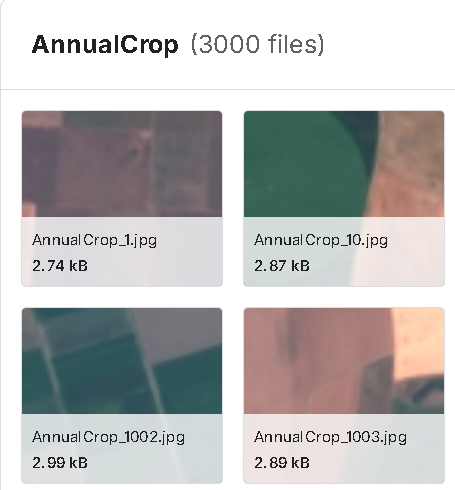 AnnualCrop (3000 files)
AnnualCrop_1.jpg
2.74 kB
AnnualCrop_10.jpg
2.87 kB
AnnualCrop_1002.jpg
2.99 kB
AnnualCrop_1003.jpg
2.89 kB